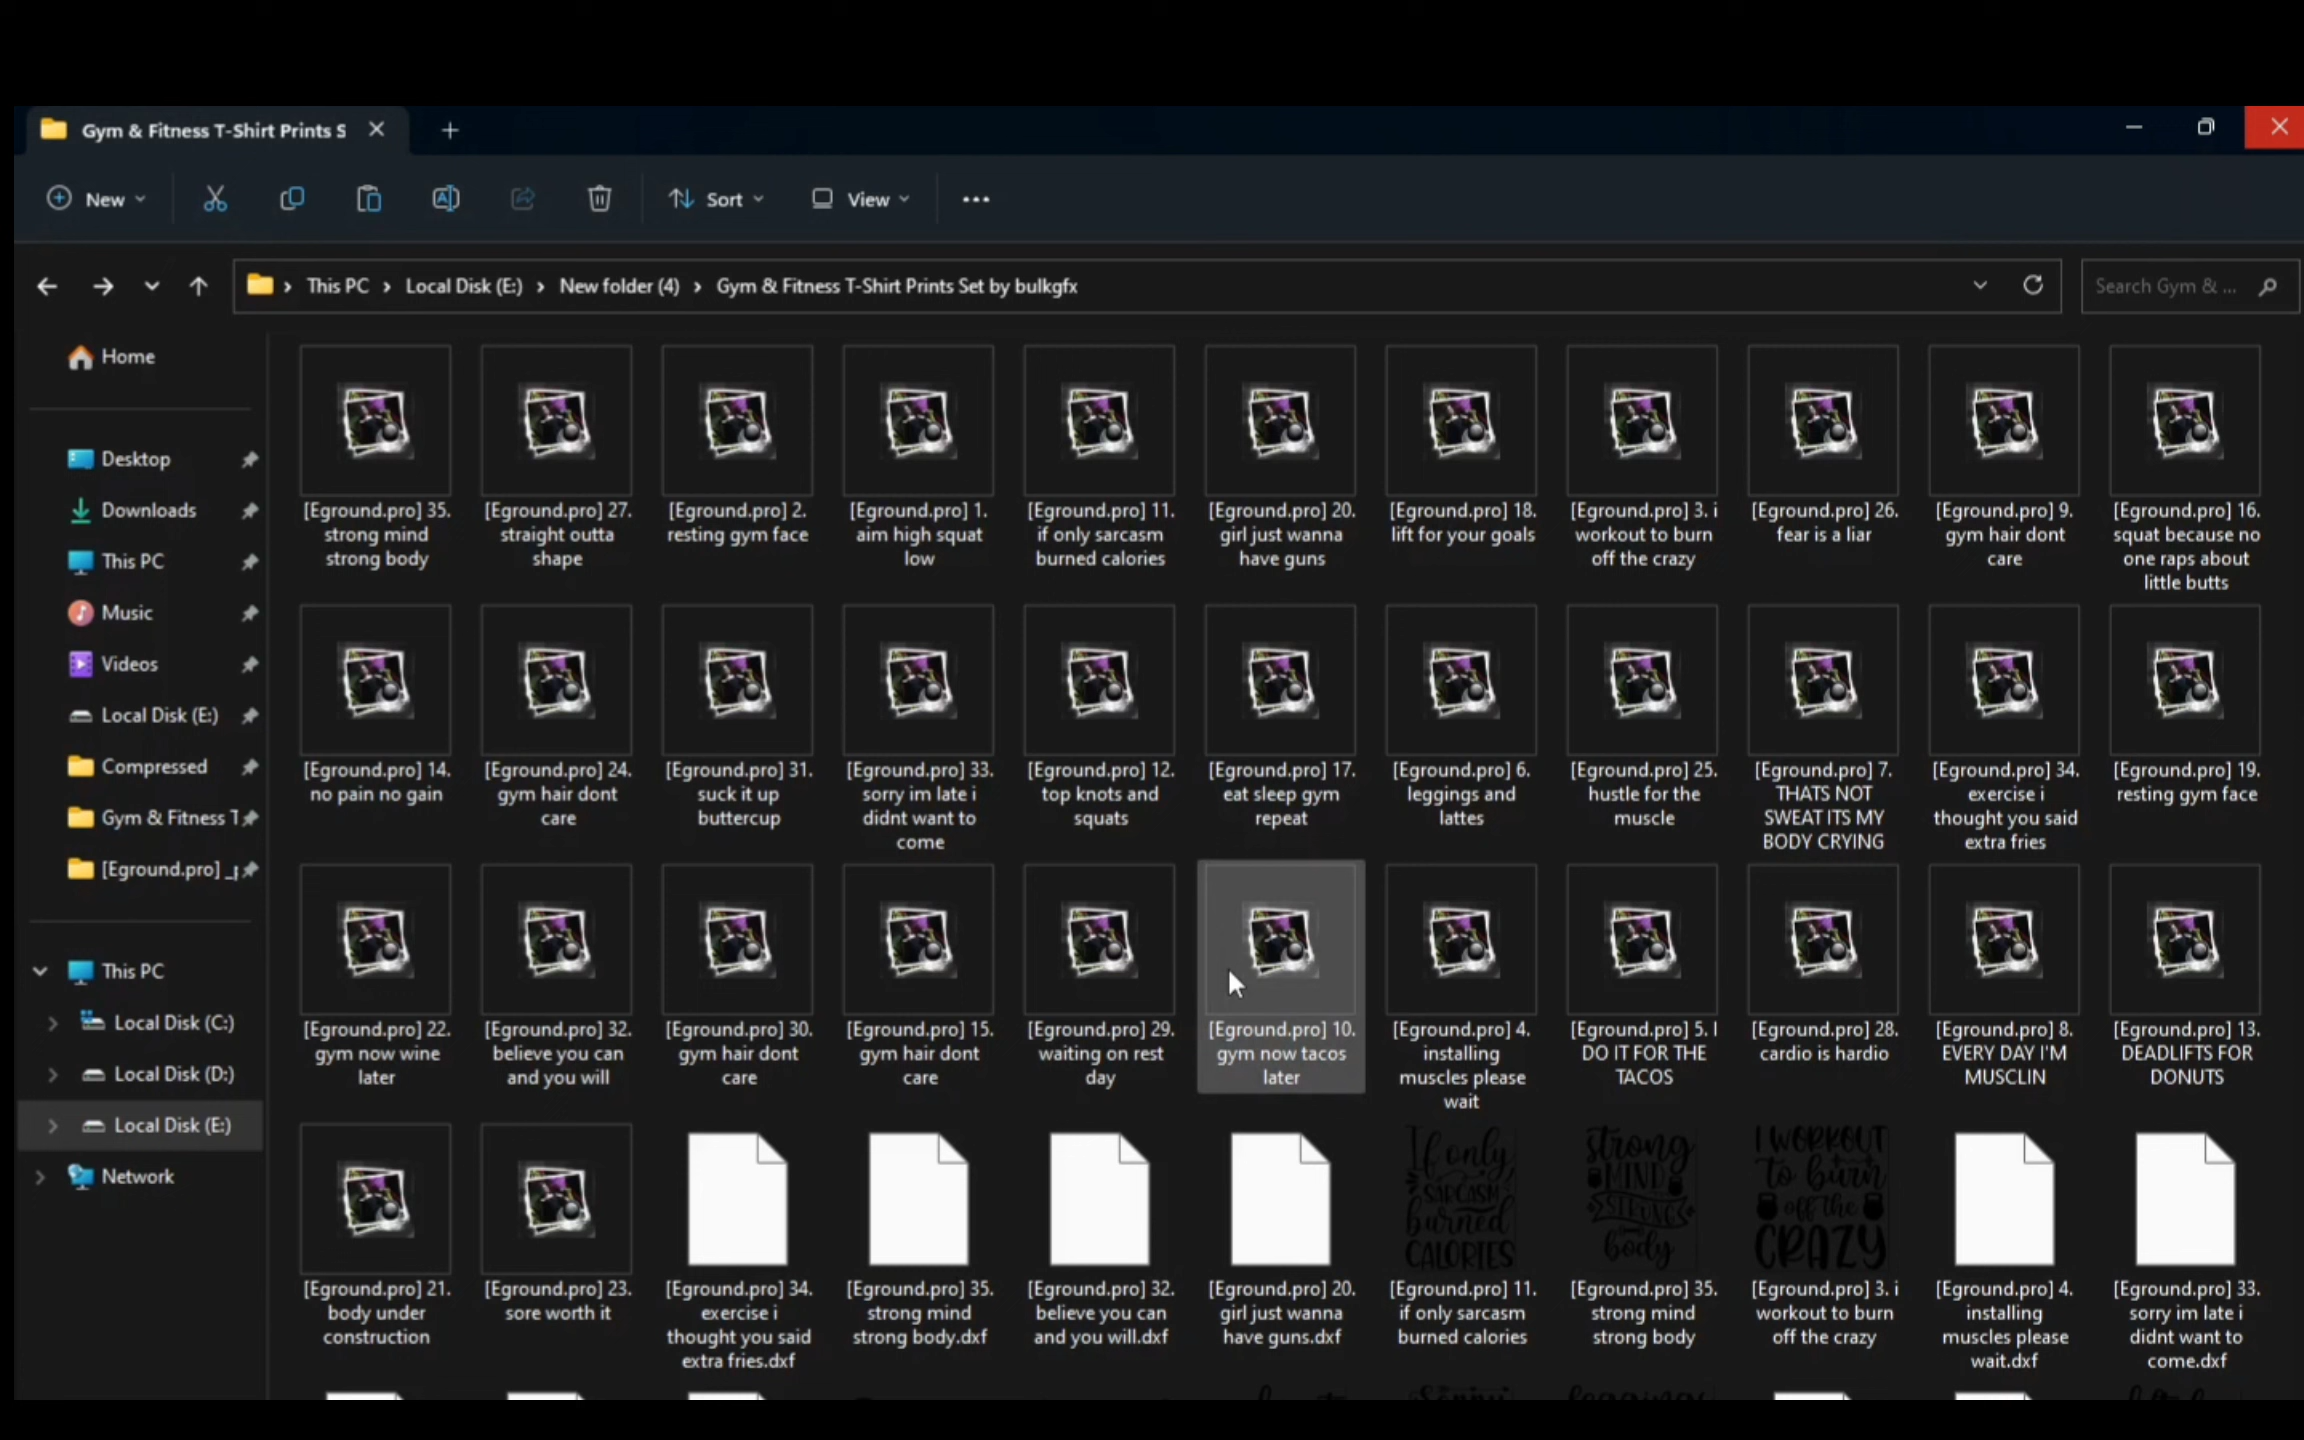 Gym & Fitness T-Shirt Prints S
New
Sort
View
This PC
Local Disk (E:)
New folder (4)
Gym & Fitness T-Shirt Prints Set by bulkgfx
Search Gym & ...
Home
Desktop
Downloads
This PC
Music
Videos
Local Disk (E:)
Compressed
Gym & Fitness T
[Eground.pro] _
This PC
Local Disk (C:)
Local Disk (D:)
Local Disk (E:)
Network
[Eground.pro] 35.
strong mind
strong body
[Eground.pro] 27.
straight outta
shape
[Eground.pro] 2.
resting gym face
[Eground.pro] 1.
aim high squat
low
[Eground.pro] 11.
if only sarcasm
burned calories
[Eground.pro] 20.
girl just wanna
have guns
[Eground.pro] 18.
lift for your goals
[Eground.pro] 3. i
workout to burn
off the crazy
[Eground.pro] 26.
fear is a liar
[Eground.pro] 9.
gym hair dont
care
[Eground.pro] 16.
squat because no
one raps about
little butts
[Eground.pro] 14.
no pain no gain
[Eground.pro] 24.
gym hair dont
care
[Eground.pro] 31.
suck it up
buttercup
[Eground.pro] 33.
sorry im late i
didnt want to
come
[Eground.pro] 12.
top knots and
squats
[Eground.pro] 17.
eat sleep gym
repeat
[Eground.pro] 6.
leggings and
lattes
[Eground.pro] 25.
hustle for the
muscle
[Eground.pro] 7.
THATS NOT
SWEAT ITS MY
BODY CRYING
[Eground.pro] 34.
exercise i
thought you said
extra fries
[Eground.pro] 19.
resting gym face
[Eground.pro] 22.
gym now wine
later
[Eground.pro] 32.
believe you can
and you will
[Eground.pro] 30.
gym hair dont
care
[Eground.pro] 15.
gym hair dont
care
[Eground.pro] 29.
waiting on rest
day
[Eground.pro] 10.
gym now tacos
later
[Eground.pro] 4.
installing
muscles please
wait
[Eground.pro] 5. I
DO IT FOR THE
TACOS
[Eground.pro] 28.
cardio is hardio
[Eground.pro] 8.
EVERY DAY I'M
MUSCLIN
[Eground.pro] 13.
DEADLIFTS FOR
DONUTS
[Eground.pro] 21.
body under
construction
[Eground.pro] 23.
sore worth it
[Eground.pro] 34.
exercise i
thought you said
extra fries.dxf
[Eground.pro] 35.
strong mind
strong body.dxf
[Eground.pro] 32.
believe you can
and you will.dxf
[Eground.pro] 20.
girl just wanna
have guns.dxf
If only
SARCASM
burned
CALORIES
[Eground.pro] 11.
if only sarcasm
burned calories
strong
MIND
STRONG
body
[Eground.pro] 35.
strong mind
strong body
I WORKOUT
to burn
off the
CRAZY
[Eground.pro] 3. i
workout to burn
off the crazy
[Eground.pro] 4.
installing
muscles please
wait.dxf
[Eground.pro] 33.
sorry im late i
didnt want to
come.dxf